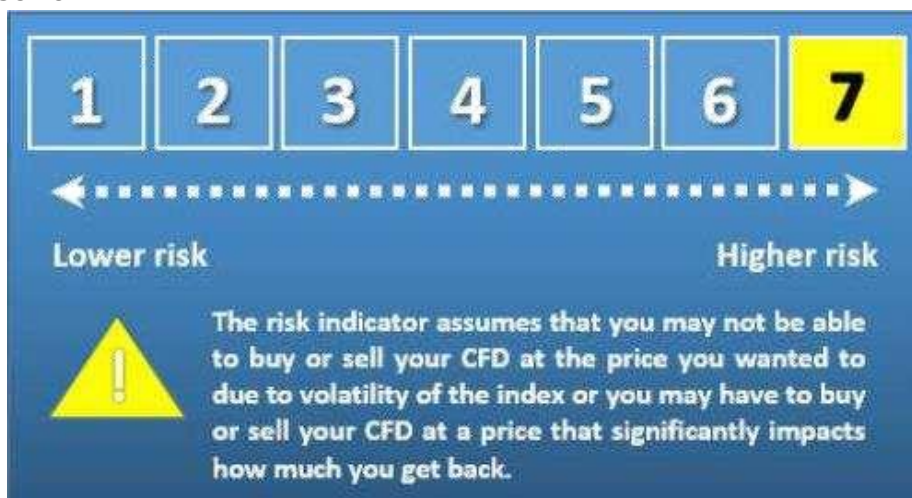 1 2 3 4 5 6 7
Lower risk Higher risk
!
The risk indicator assumes that you may not be able
to buy or sell your CFD at the price you wanted to
due to volatility of the index or you may have to buy
or sell your CFD at a price that significantly impacts
how much you get back.